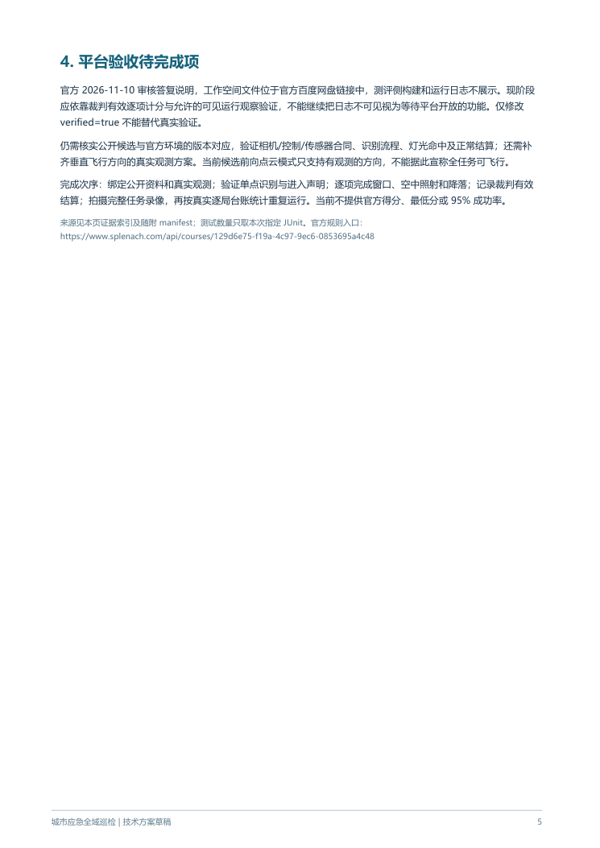 4. 平台验收待完成项
官方 2026-11-10 审核答复说明，工作空间文件位于官方百度网盘链接中，测评侧构建和运行日志不展示。现阶段
应依靠裁判有效逐项计分与允许的可见运行观察验证，不能继续把日志不可见视为等待平台开放的功能。仅修改
verified=true 不能替代真实验证。
仍需核实公开候选与官方环境的版本对应，验证相机/控制/传感器合同、识别流程、灯光命中及正常结算；还需补
齐垂直飞行方向的真实观测方案。当前候选前向点云模式只支持有观测的方向，不能据此宣称全任务可飞行。
完成次序：绑定公开资料和真实观测；验证单点识别与进入声明；逐项完成窗口、空中照射和降落；记录裁判有效
结算；拍摄完整任务录像，再按真实逐局台账统计重复运行。当前不提供官方得分、最低分或 95% 成功率。
来源见本页证据索引及随附 manifest；测试数量只取本次指定 JUnit。官方规则入口：
https://www.splenach.com/api/courses/129d6e75-f19a-4c97-9ec6-0853695a4c48
城市应急全域巡检 | 技术方案草稿
5